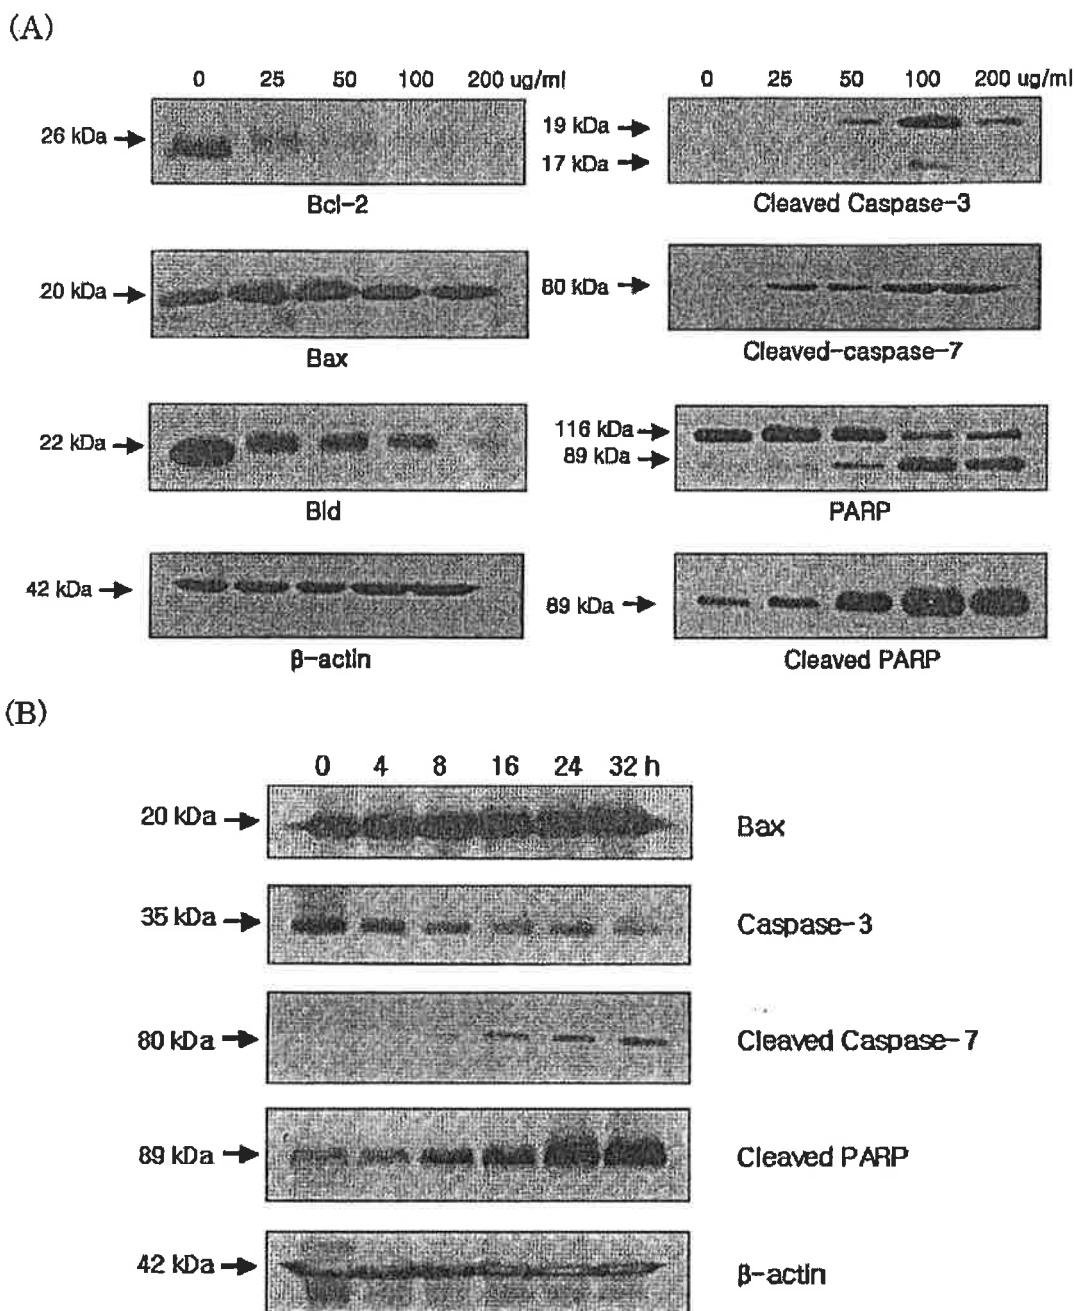 (A)
0 25 50 100 200 ug/ml
26 kDa
Bcl-2
20 kDa
Bax
22 kDa
Bid
42 kDa
β-actin
0 25 50 100 200 ug/ml
19 kDa
17 kDa
Cleaved Caspase-3
80 kDa
Cleaved-caspase-7
116 kDa
89 kDa
PARP
89 kDa
Cleaved PARP
(B)
0 4 8 16 24 32 h
20 kDa Bax
35 kDa Caspase-3
80 kDa Cleaved Caspase-7
89 kDa Cleaved PARP
42 kDa β-actin